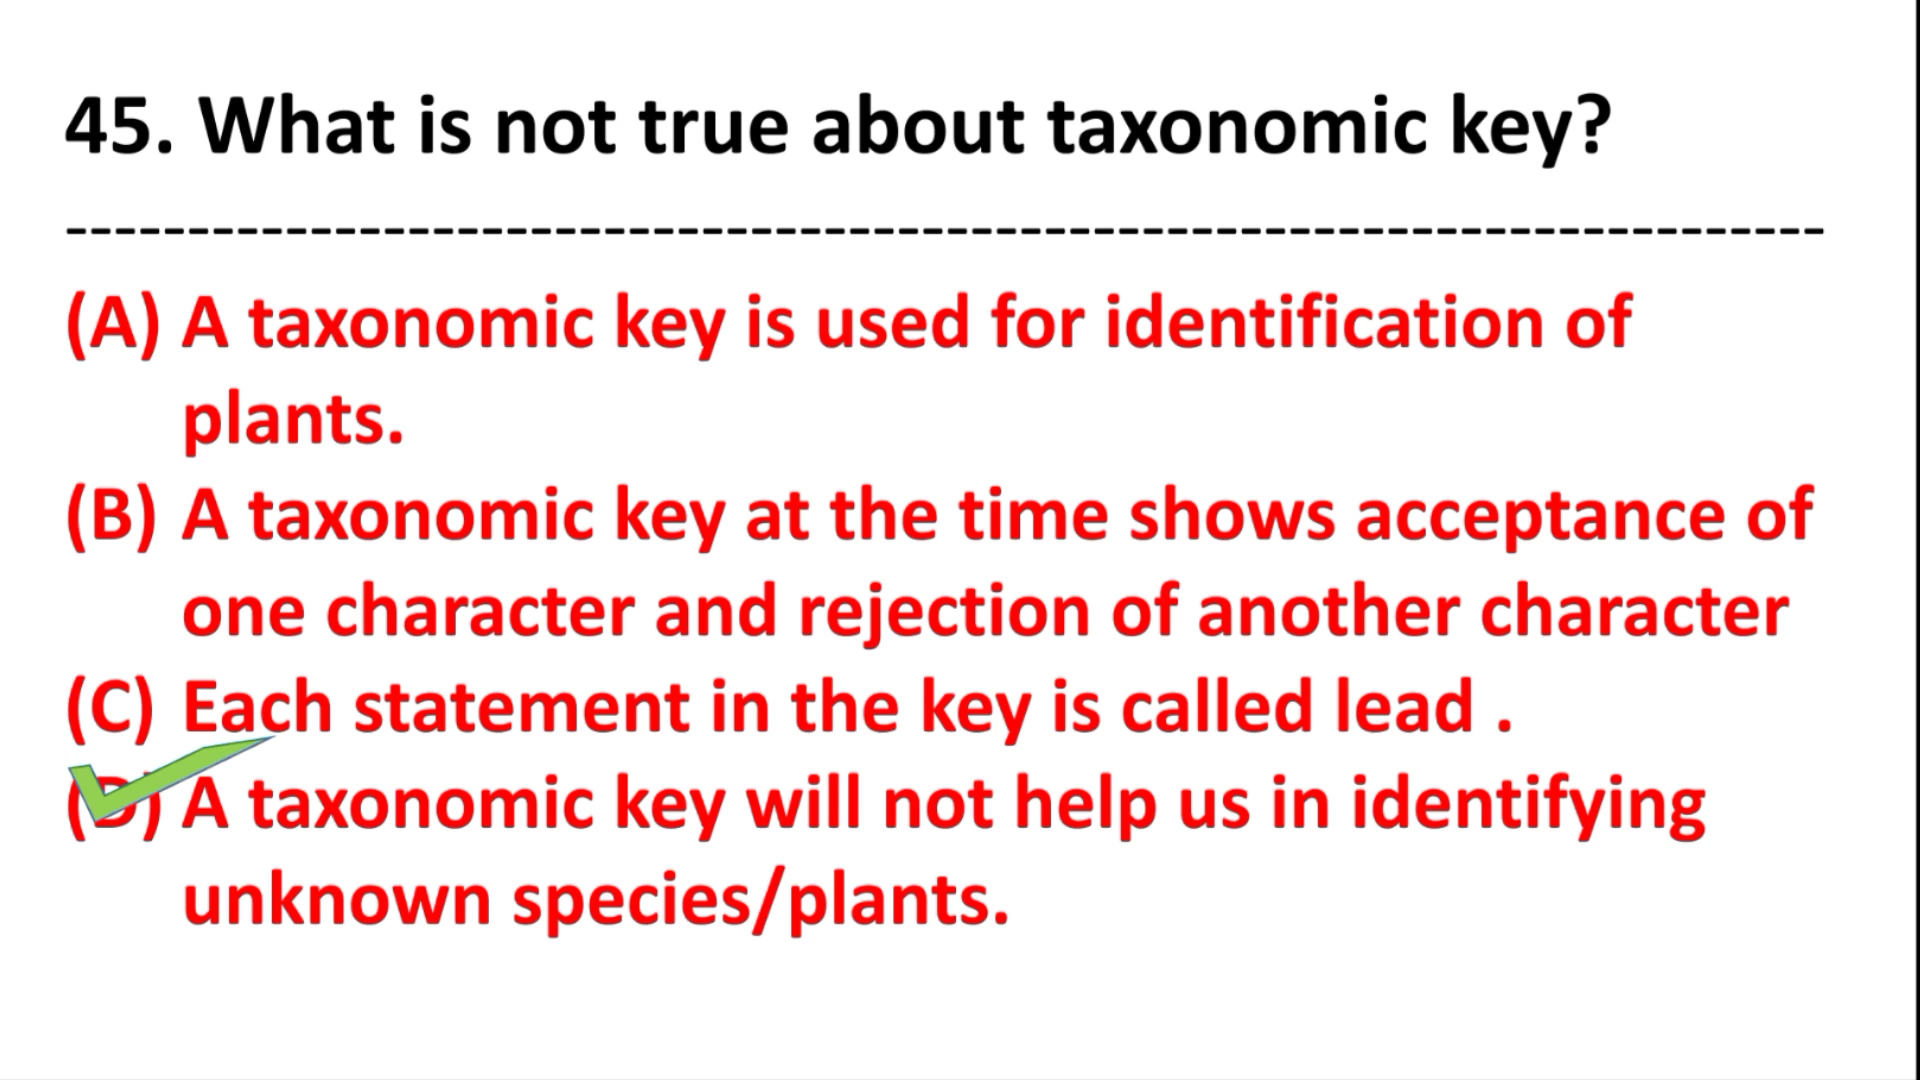 45. What is not true about taxonomic key?
------------------------------------------------------------------------
(A) A taxonomic key is used for identification of
plants.
(B) A taxonomic key at the time shows acceptance of
one character and rejection of another character
(C) Each statement in the key is called lead .
(D) A taxonomic key will not help us in identifying
unknown species/plants.